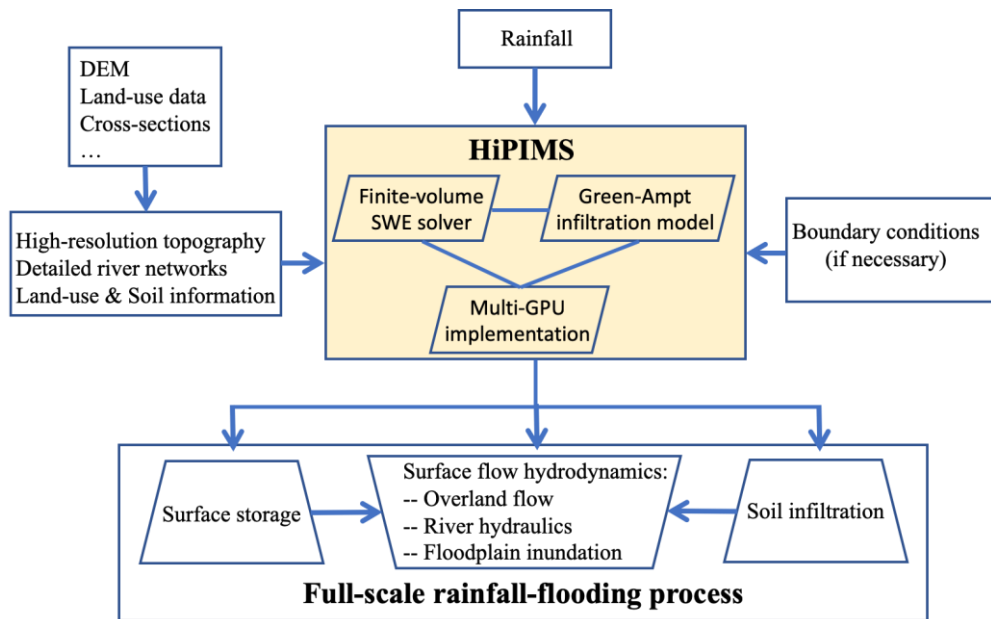 Rainfall
DEM
Land-use data
Cross-sections
…
HiPIMS
Finite-volume
SWE solver
Green-Ampt
infiltration model
High-resolution topography
Detailed river networks
Land-use & Soil information
Boundary conditions
(if necessary)
Multi-GPU
implementation
Surface storage
Surface flow hydrodynamics:
-- Overland flow
-- River hydraulics
-- Floodplain inundation
Soil infiltration
Full-scale rainfall-flooding process